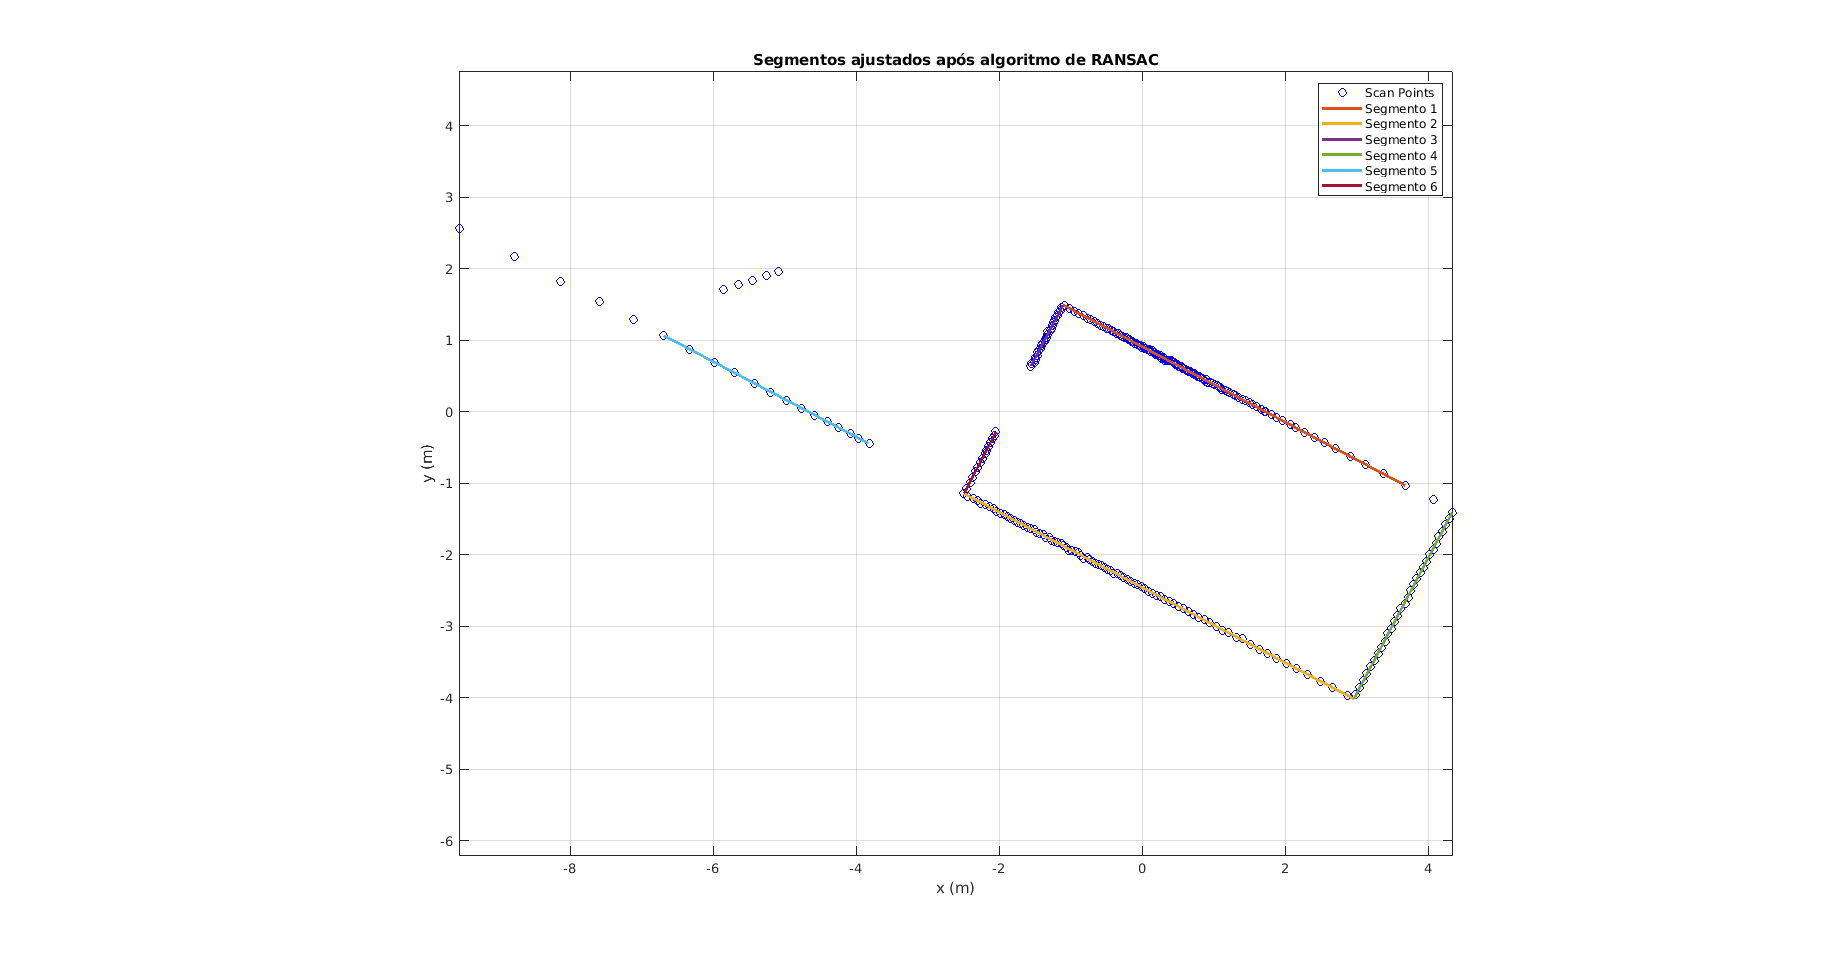 Segmentos ajustados após algoritmo de RANSAC
Scan Points
Segmento 1
Segmento 2
Segmento 3
Segmento 4
Segmento 5
Segmento 6
4
3
2
1
0
-1
-2
-3
-4
-5
-6
y (m)
-8 -6 -4 -2 0 2 4
x (m)